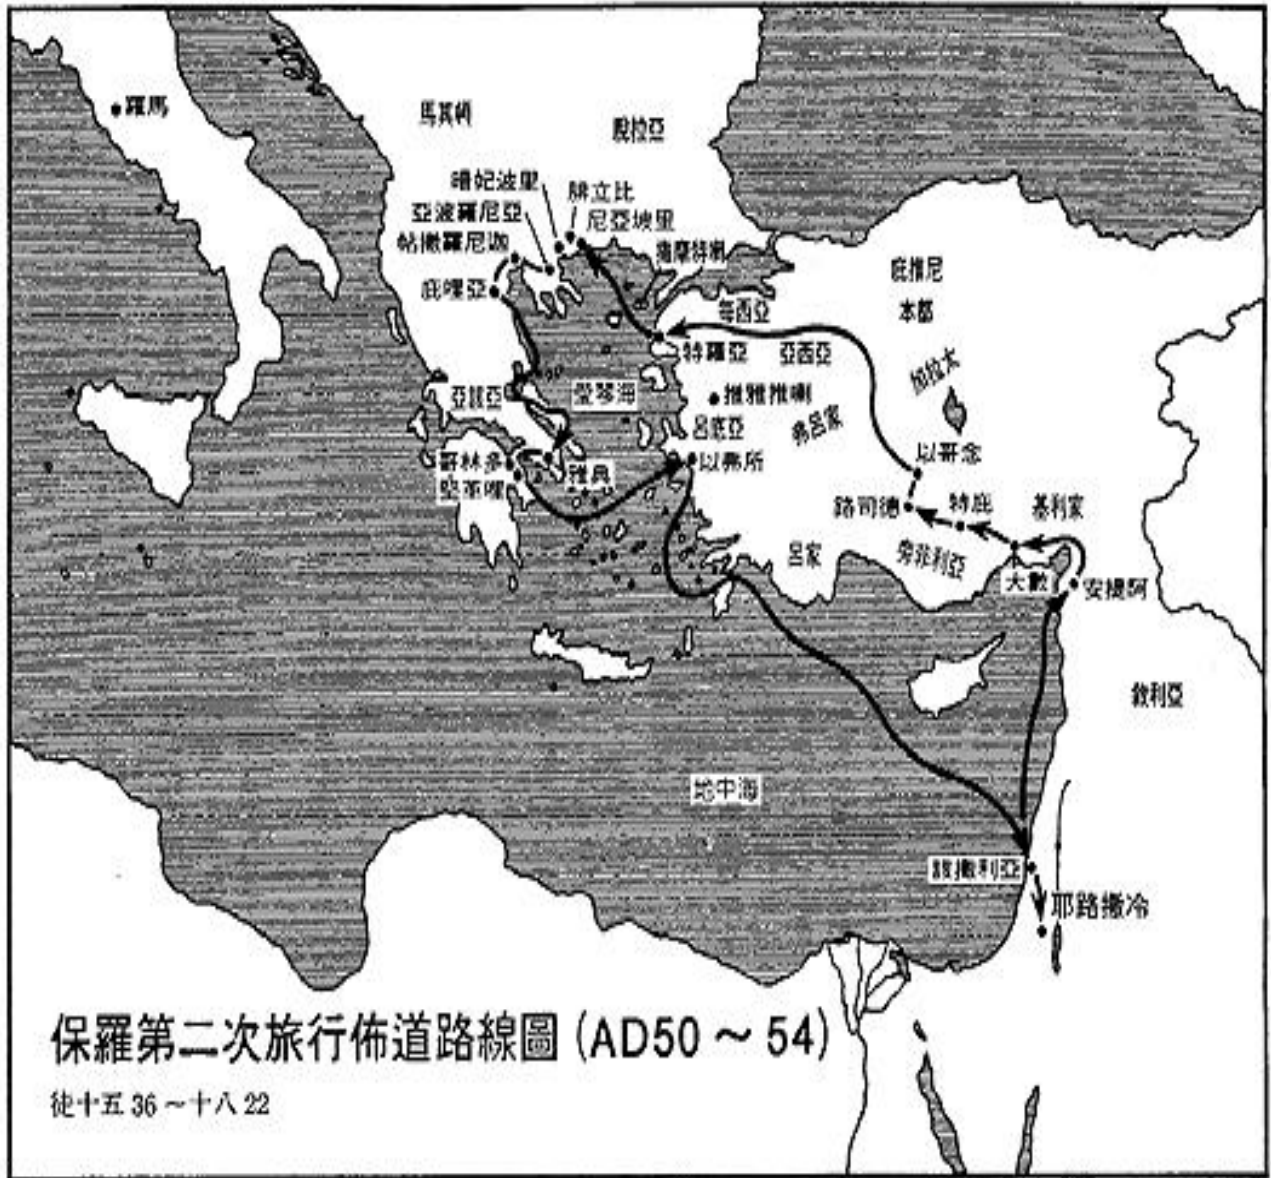 羅馬
馬其頓
脫拉亞
暗妃波里
腓立比
亞波羅尼亞
尼亞坡里
帖撒羅尼迦
撒摩特喇
庇推尼
庇哩亞
本都
每西亞
特羅亞
亞西亞
加拉太
亞該亞
愛琴海
推雅推喇
呂底亞
弗呂家
哥林多
雅典
以弗所
以哥念
堅革哩
路司德
特庇
基利家
呂家
旁非利亞
大數
安提阿
敘利亞
地中海
該撒利亞
耶路撒冷
保羅第二次旅行佈道路線圖 (AD50 ~ 54)
徒十五 36 ~ 十八 22